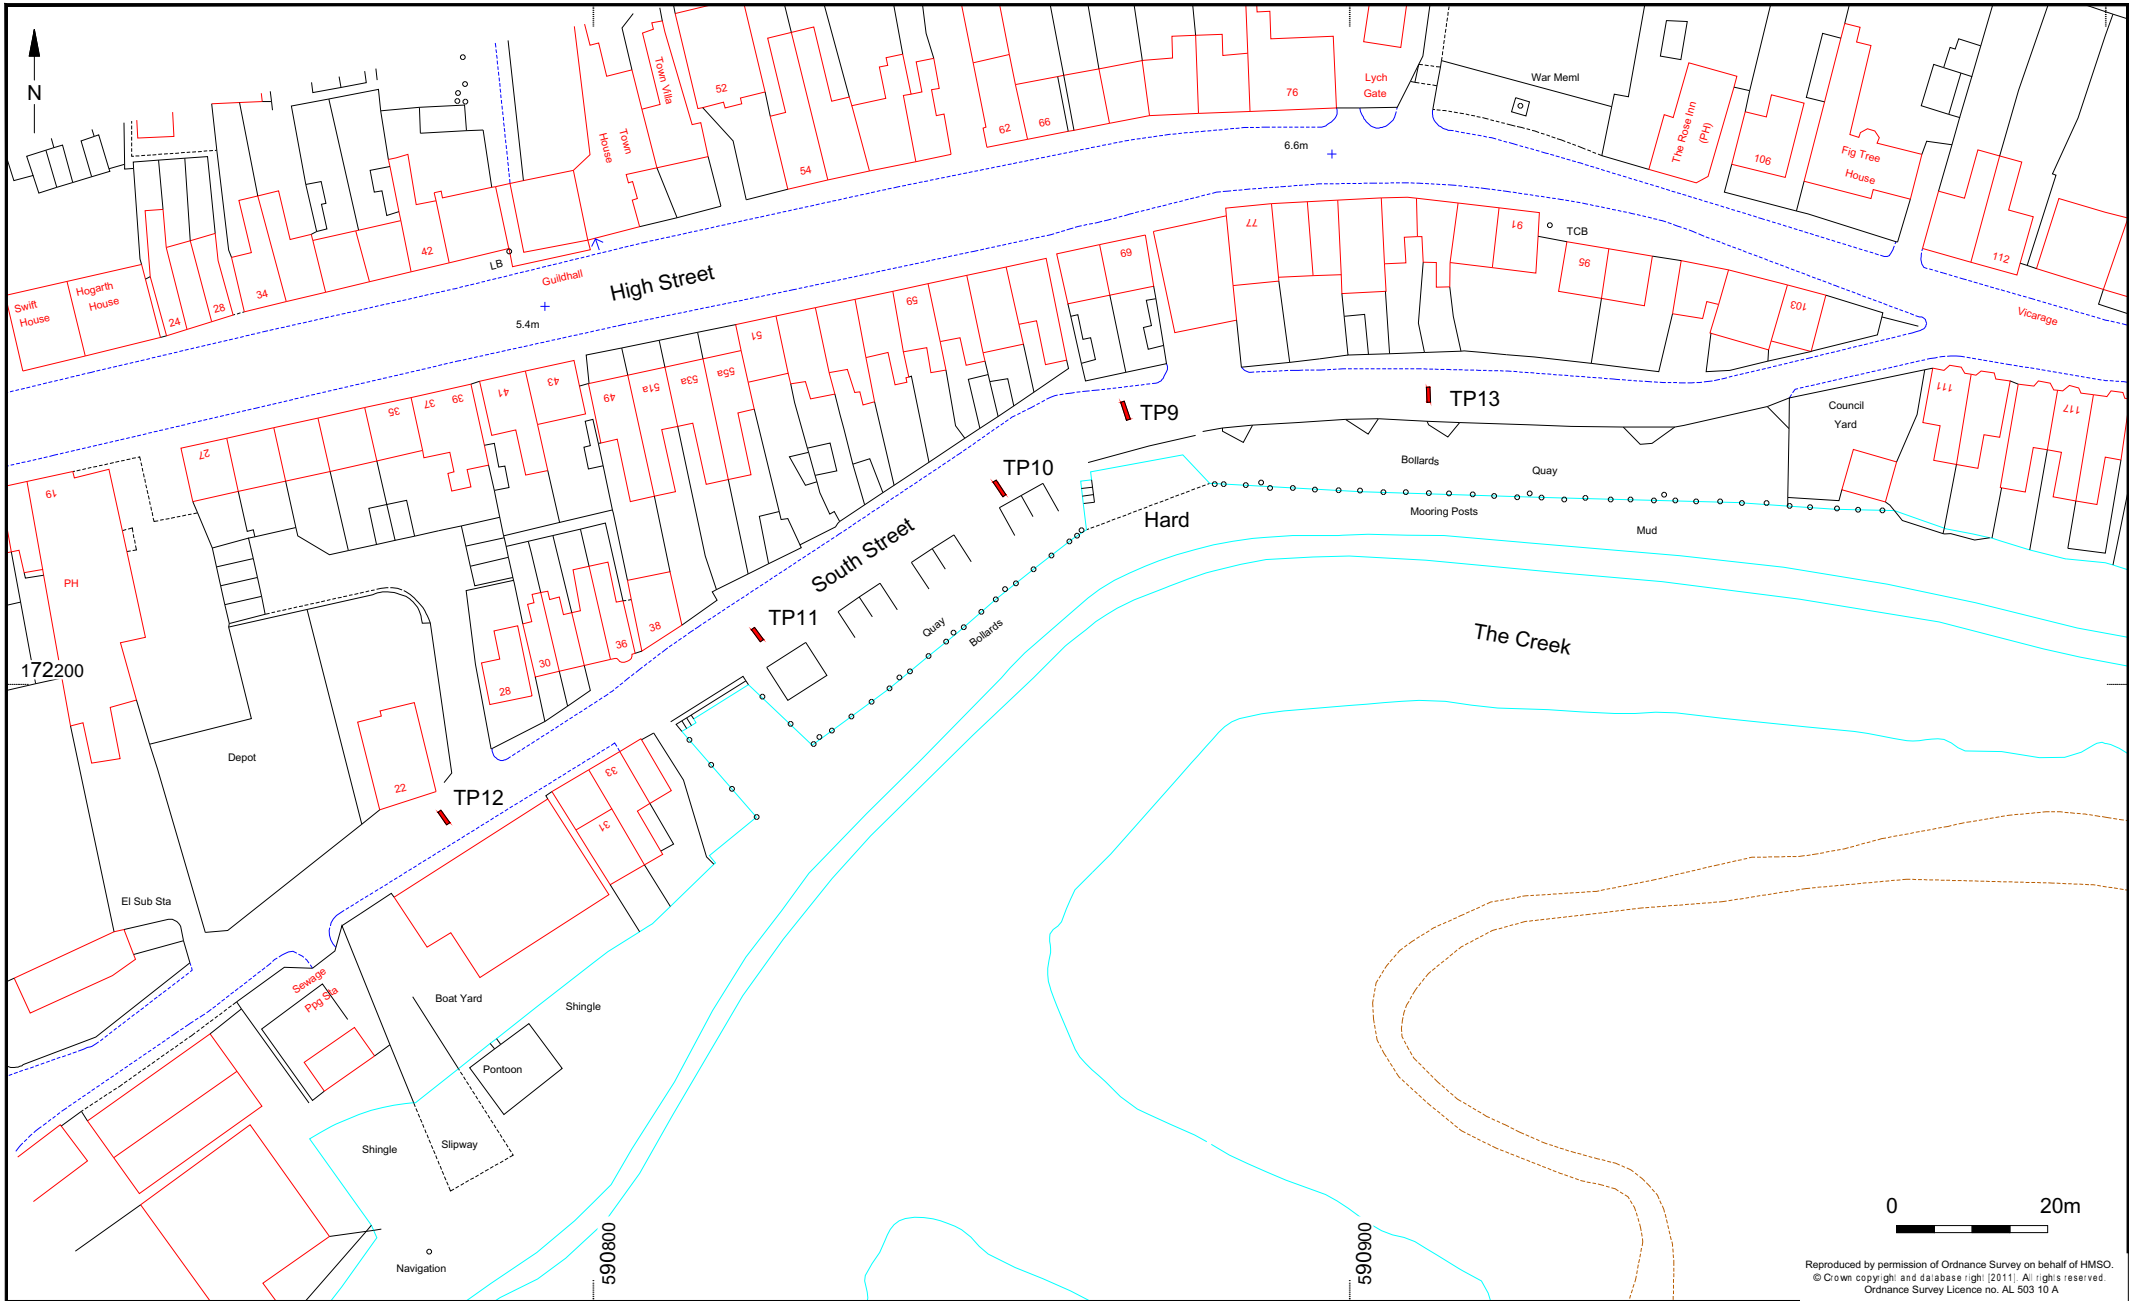 N
Town Villa
52
Town
House
54
62
66
76
Lych
Gate
War Meml
The Rose Inn
(PH)
106
Fig Tree
House
112
Vicarage
6.6m
Swift
House
Hogarth
House
24
28
34
42
LB
Guildhall
High Street
5.4m
77
91
TCB
95
103
69
59
51
55a
53a
51a
49
43
41
39
37
35
27
19
PH
TP9
TP13
TP10
TP11
TP12
South Street
Hard
Quay
Bollards
Bollards
Quay
Mooring Posts
Mud
Council
Yard
111
117
The Creek
172200
28
30
36
38
22
Depot
33
31
El Sub Sta
Sewage
Ppg Sta
Boat Yard
Shingle
Pontoon
Shingle
Slipway
Navigation
590800
590900
0 20m
Reproduced by permission of Ordnance Survey on behalf of HMSO.
© Crown copyright and database right [2011]. All rights reserved.
Ordnance Survey Licence no. AL 503 10 A